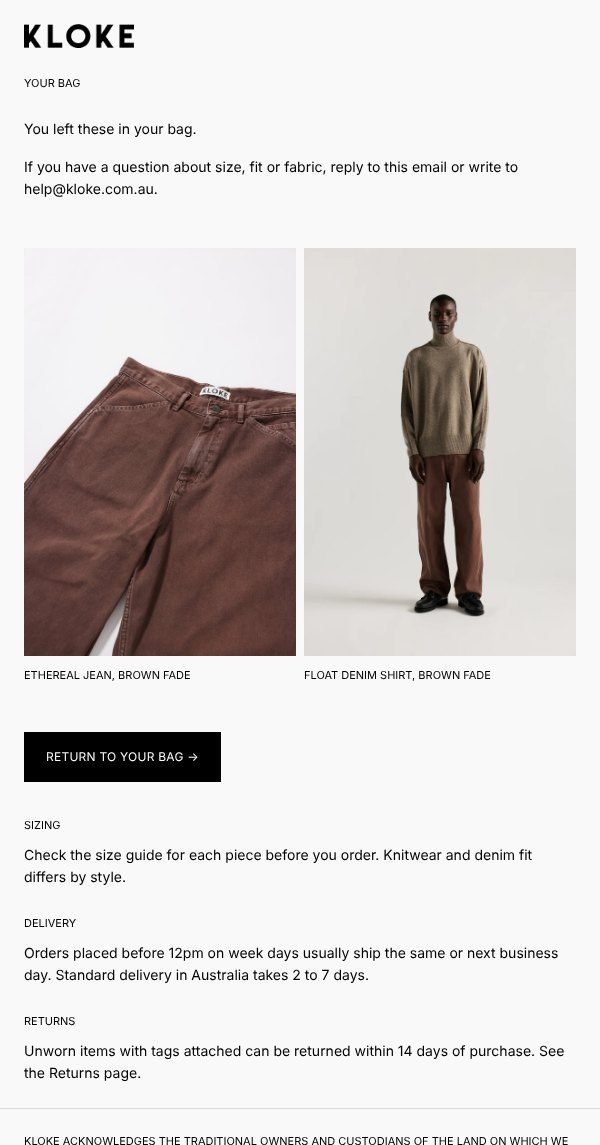 KLOKE
YOUR BAG
You left these in your bag.
If you have a question about size, fit or fabric, reply to this email or write to
help@kloke.com.au.
KLOKE
ETHEREAL JEAN, BROWN FADE
FLOAT DENIM SHIRT, BROWN FADE
RETURN TO YOUR BAG →
SIZING
Check the size guide for each piece before you order. Knitwear and denim fit
differs by style.
DELIVERY
Orders placed before 12pm on week days usually ship the same or next business
day. Standard delivery in Australia takes 2 to 7 days.
RETURNS
Unworn items with tags attached can be returned within 14 days of purchase. See
the Returns page.
KLOKE ACKNOWLEDGES THE TRADITIONAL OWNERS AND CUSTODIANS OF THE LAND ON WHICH WE